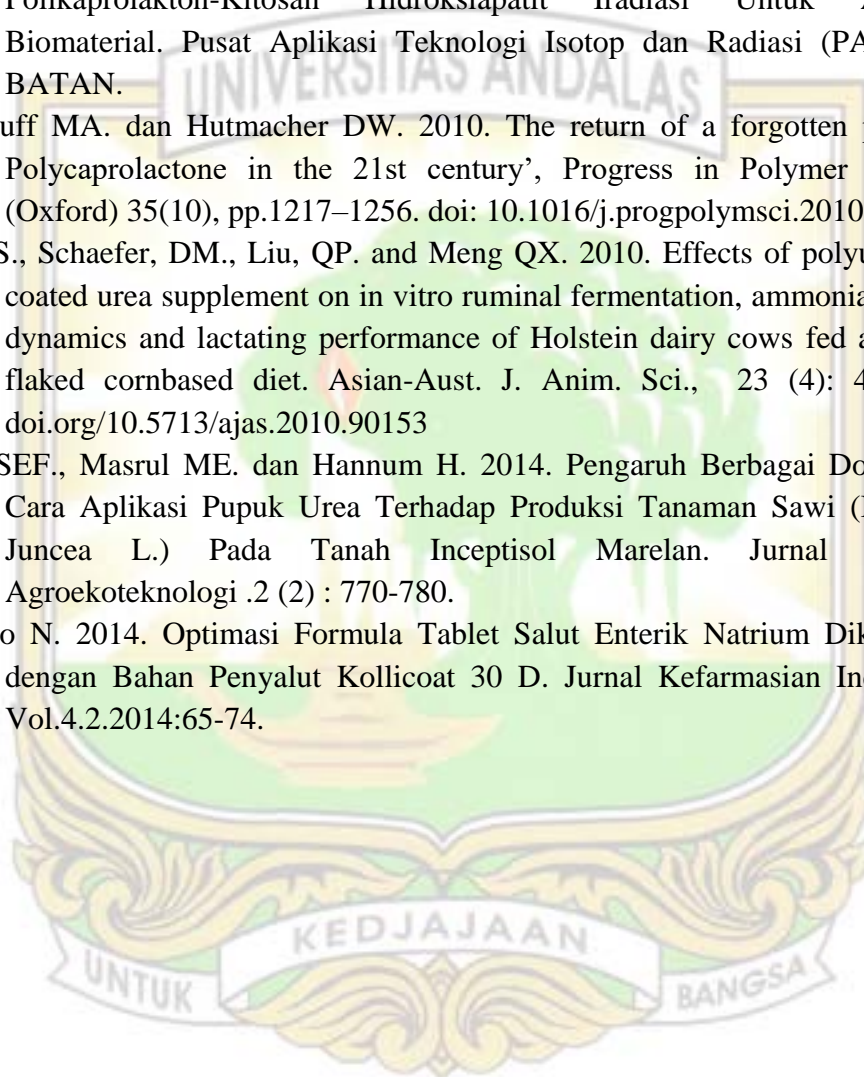 Polikaprolakton-Kitosan Hidroksiapatit Iradiasi Untuk
Biomaterial. Pusat Aplikasi Teknologi Isotop dan Radiasi (PA
BATAN.
uff MA. dan Hutmacher DW. 2010. The return of a forgotten
Polycaprolactone in the 21st century’, Progress in Polymer
(Oxford) 35(10), pp.1217–1256. doi: 10.1016/j.progpolymsci.2010
S., Schaefer, DM., Liu, QP. and Meng QX. 2010. Effects of polyu
coated urea supplement on in vitro ruminal fermentation, ammonia
dynamics and lactating performance of Holstein dairy cows fed a
flaked cornbased diet. Asian-Aust. J. Anim. Sci., 23 (4): 4
doi.org/10.5713/ajas.2010.90153
SEF., Masrul ME. dan Hannum H. 2014. Pengaruh Berbagai Do
Cara Aplikasi Pupuk Urea Terhadap Produksi Tanaman Sawi (
Juncea L.) Pada Tanah Inceptisol Marelan. Jurnal
Agroekoteknologi .2 (2) : 770-780.
o N. 2014. Optimasi Formula Tablet Salut Enterik Natrium Dik
dengan Bahan Penyalut Kollicoat 30 D. Jurnal Kefarmasian In
Vol.4.2.2014:65-74.
UNIVERSITAS ANDALAS
KEDJAJAAN
UNTUK BANGSA